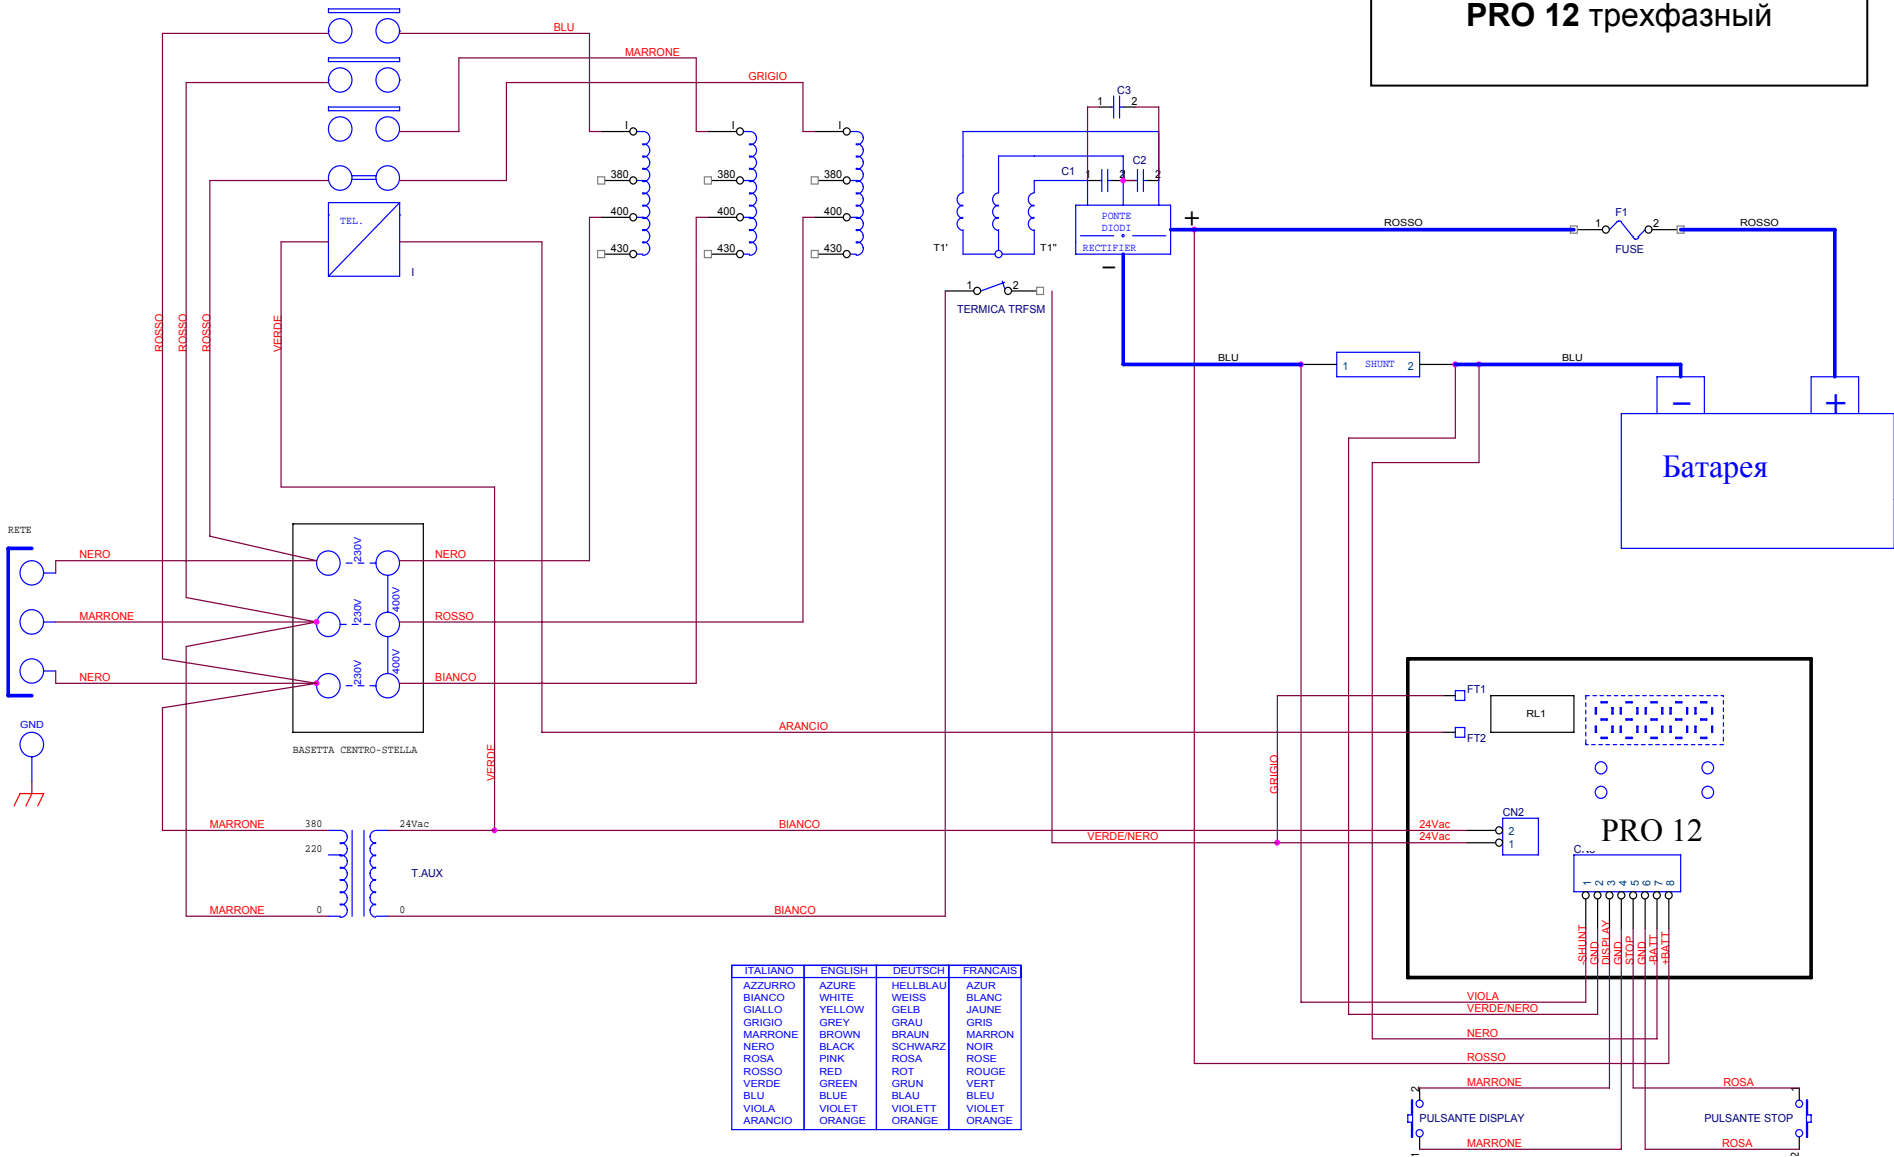 PRO 12 трехфазный
BLU
MARRONE
GRIGIO
C3
1 2
I I I
TEL.
380 380 380
400 400 400
430 430 430
I
C1 C2
1 2 2
PONTE
DIODI
RECTIFIER
T1' T1"
+
−
ROSSO
F1
1 2
FUSE
ROSSO
1 2
TERMICA TRFSM
ROSSO
ROSSO
ROSSO
VERDE
BLU
1 SHUNT 2
BLU
− +
Батарея
RETE
NERO
MARRONE
NERO
GND
230V
230V
230V
400V
400V
NERO
ROSSO
BIANCO
BASETTA CENTRO-STELLA
VERDE
ARANCIO
GRIGIO
FT1
FT2
RL1
MARRONE
380
220
0
MARRONE
24Vac
0
T.AUX
BIANCO
VERDE/NERO
BIANCO
24Vac
24Vac
CN2
2
1
PRO 12
1 2 3 4 5 6 7 8
-SHUNT
GND
DISPLAY
GND
STOP
GND
-BATT
+BATT
VIOLA
VERDE/NERO
NERO
ROSSO
MARRONE
2
PULSANTE DISPLAY
MARRONE
1
ROSA
1
PULSANTE STOP
ROSA
2
ITALIANO ENGLISH DEUTSCH FRANCAIS
AZZURRO AZURE HELLBLAU AZUR
BIANCO WHITE WEISS BLANC
GIALLO YELLOW GELB JAUNE
GRIGIO GREY GRAU GRIS
MARRONE BROWN BRAUN MARRON
NERO BLACK SCHWARZ NOIR
ROSA PINK ROSA ROSE
ROSSO RED ROT ROUGE
VERDE GREEN GRUN VERT
BLU BLUE BLAU BLEU
VIOLA VIOLET VIOLETT VIOLET
ARANCIO ORANGE ORANGE ORANGE